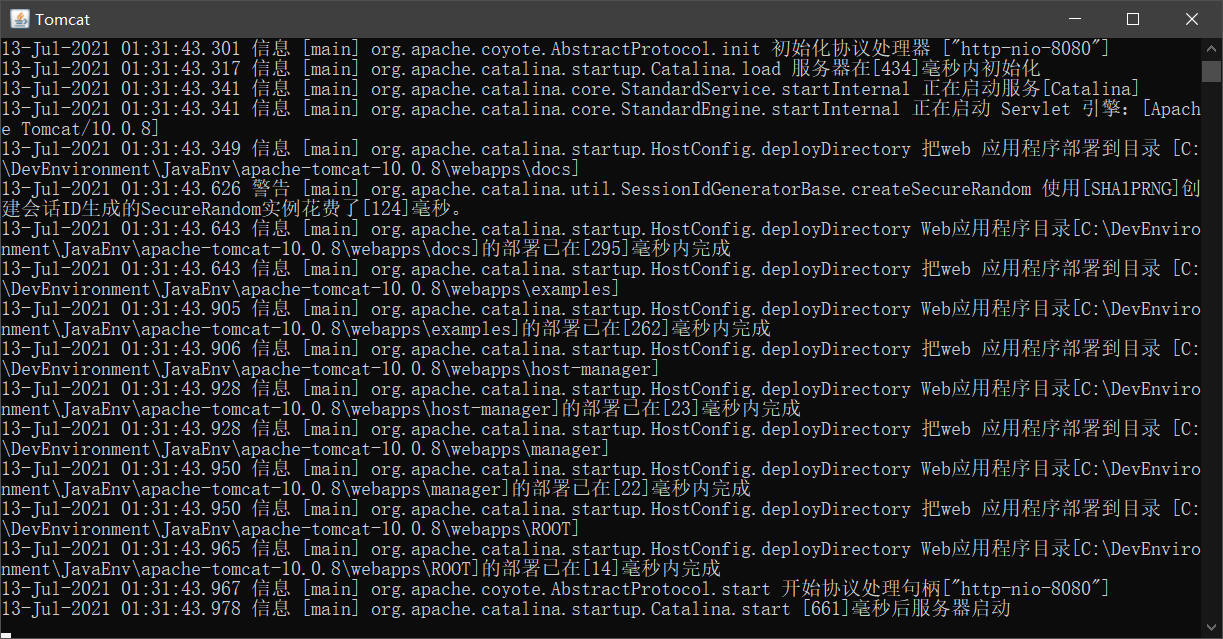 Tomcat
13-Jul-2021 01:31:43.301 信息 [main] org.apache.coyote.AbstractProtocol.init 初始化协议处理器 ["http-nio-8080"]
13-Jul-2021 01:31:43.317 信息 [main] org.apache.catalina.startup.Catalina.load 服务器在[434]毫秒内初始化
13-Jul-2021 01:31:43.341 信息 [main] org.apache.catalina.core.StandardService.startInternal 正在启动服务[Catalina]
13-Jul-2021 01:31:43.341 信息 [main] org.apache.catalina.core.StandardEngine.startInternal 正在启动 Servlet 引擎：[Apach
e Tomcat/10.0.8]
13-Jul-2021 01:31:43.349 信息 [main] org.apache.catalina.startup.HostConfig.deployDirectory 把web 应用程序部署到目录 [C:
\DevEnvironment\JavaEnv\apache-tomcat-10.0.8\webapps\docs]
13-Jul-2021 01:31:43.626 警告 [main] org.apache.catalina.util.SessionIdGeneratorBase.createSecureRandom 使用[SHA1PRNG]创
建会话ID生成的SecureRandom实例花费了[124]毫秒。
13-Jul-2021 01:31:43.643 信息 [main] org.apache.catalina.startup.HostConfig.deployDirectory Web应用程序目录[C:\DevEnviro
nment\JavaEnv\apache-tomcat-10.0.8\webapps\docs]的部署已在[295]毫秒内完成
13-Jul-2021 01:31:43.643 信息 [main] org.apache.catalina.startup.HostConfig.deployDirectory 把web 应用程序部署到目录 [C:
\DevEnvironment\JavaEnv\apache-tomcat-10.0.8\webapps\examples]
13-Jul-2021 01:31:43.905 信息 [main] org.apache.catalina.startup.HostConfig.deployDirectory Web应用程序目录[C:\DevEnviro
nment\JavaEnv\apache-tomcat-10.0.8\webapps\examples]的部署已在[262]毫秒内完成
13-Jul-2021 01:31:43.906 信息 [main] org.apache.catalina.startup.HostConfig.deployDirectory 把web 应用程序部署到目录 [C:
\DevEnvironment\JavaEnv\apache-tomcat-10.0.8\webapps\host-manager]
13-Jul-2021 01:31:43.928 信息 [main] org.apache.catalina.startup.HostConfig.deployDirectory Web应用程序目录[C:\DevEnviro
nment\JavaEnv\apache-tomcat-10.0.8\webapps\host-manager]的部署已在[23]毫秒内完成
13-Jul-2021 01:31:43.928 信息 [main] org.apache.catalina.startup.HostConfig.deployDirectory 把web 应用程序部署到目录 [C:
\DevEnvironment\JavaEnv\apache-tomcat-10.0.8\webapps\manager]
13-Jul-2021 01:31:43.950 信息 [main] org.apache.catalina.startup.HostConfig.deployDirectory Web应用程序目录[C:\DevEnviro
nment\JavaEnv\apache-tomcat-10.0.8\webapps\manager]的部署已在[22]毫秒内完成
13-Jul-2021 01:31:43.950 信息 [main] org.apache.catalina.startup.HostConfig.deployDirectory 把web 应用程序部署到目录 [C:
\DevEnvironment\JavaEnv\apache-tomcat-10.0.8\webapps\ROOT]
13-Jul-2021 01:31:43.965 信息 [main] org.apache.catalina.startup.HostConfig.deployDirectory Web应用程序目录[C:\DevEnviro
nment\JavaEnv\apache-tomcat-10.0.8\webapps\ROOT]的部署已在[14]毫秒内完成
13-Jul-2021 01:31:43.967 信息 [main] org.apache.coyote.AbstractProtocol.start 开始协议处理句柄["http-nio-8080"]
13-Jul-2021 01:31:43.978 信息 [main] org.apache.catalina.startup.Catalina.start [661]毫秒后服务器启动